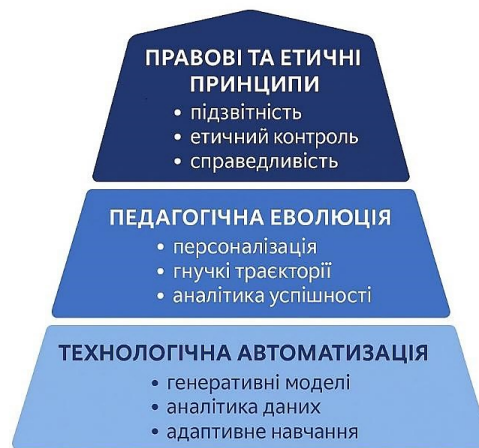 ПРАВОВІ ТА ЕТИЧНІ
ПРИНЦИПИ
• підзвітність
• етичний контроль
• справедливість
ПЕДАГОГІЧНА ЕВОЛЮЦІЯ
• персоналізація
• гнучкі траєкторії
• аналітика успішності
ТЕХНОЛОГІЧНА АВТОМАТИЗАЦІЯ
• генеративні моделі
• аналітика даних
• адаптивне навчання